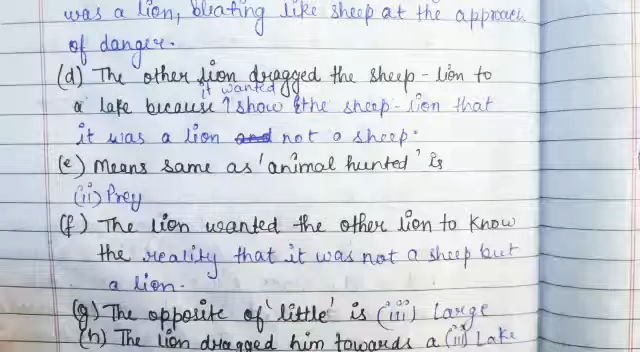 was a lion, bleating like sheep at the approach
of danger.
(d) The other lion dragged the sheep-lion to
it wanted
a lake because show the sheep-lion that
it was a lion and not a sheep.
(e) Means same as 'animal hunted' is
(ii) Prey
(f) The lion wanted the other lion to know
the reality that it was not a sheep but
a lion.
(g) The opposite of 'little' is (iii) Large
(h) The lion dragged him towards a (ii) Lake